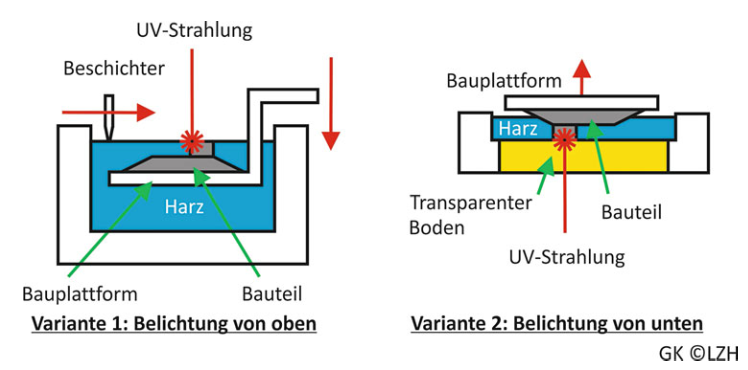 UV-Strahlung
Beschichter
Harz
Bauplattform
Bauteil
Variante 1: Belichtung von oben
Bauplattform
Harz
Transparenter
Boden
Bauteil
UV-Strahlung
Variante 2: Belichtung von unten
GK ©LZH